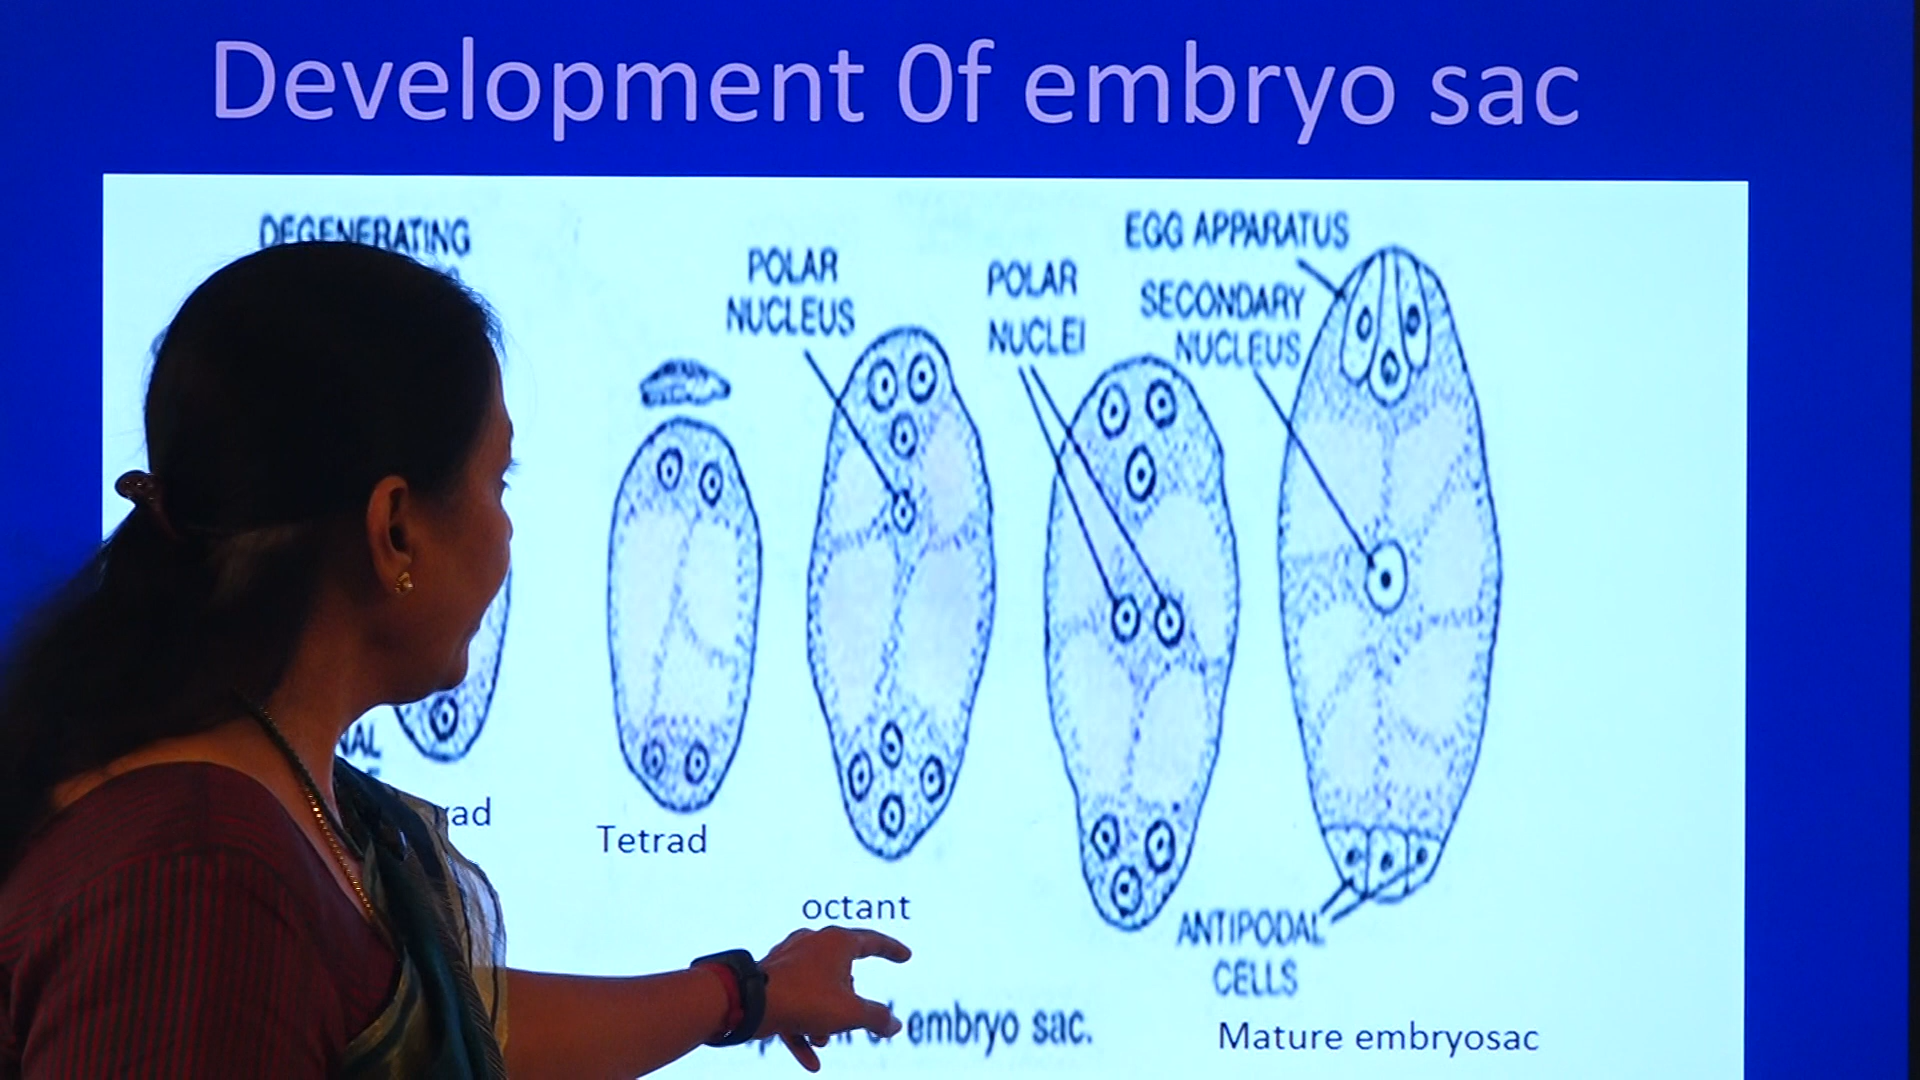 Development 0f embryo sac
DEGENERATING
POLAR
NUCLEUS
POLAR
NUCLEI
EGG APPARATUS
SECONDARY
NUCLEUS
Tetrad
octant
ANTIPODAL
CELLS
embryo sac.
Mature embryosac